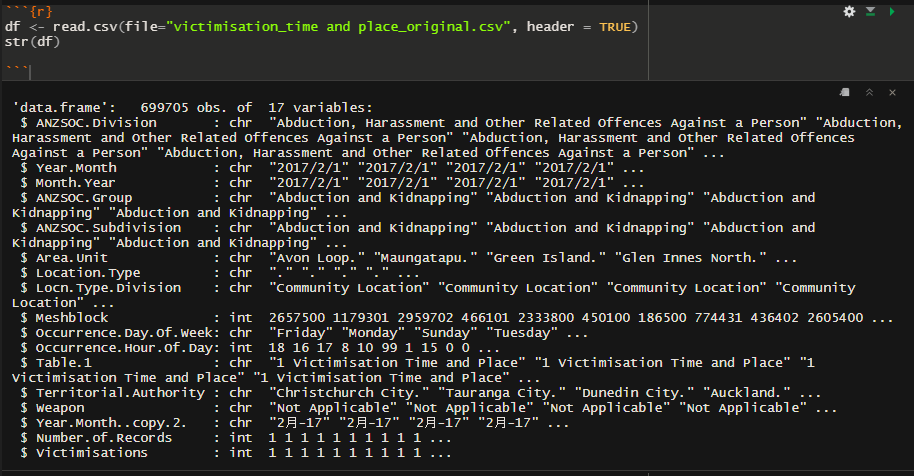 ```{r}
df <- read.csv(file="victimisation_time and place_original.csv", header = TRUE)
str(df)
```
'data.frame':   699705 obs. of  17 variables:
 $ ANZSOC.Division       : chr  "Abduction, Harassment and Other Related Offences Against a Person" "Abduction,
Harassment and Other Related Offences Against a Person" "Abduction, Harassment and Other Related Offences
Against a Person" "Abduction, Harassment and Other Related Offences Against a Person" ...
 $ Year.Month            : chr  "2017/2/1" "2017/2/1" "2017/2/1" "2017/2/1" ...
 $ Month.Year            : chr  "2017/2/1" "2017/2/1" "2017/2/1" "2017/2/1" ...
 $ ANZSOC.Group          : chr  "Abduction and Kidnapping" "Abduction and Kidnapping" "Abduction and
Kidnapping" "Abduction and Kidnapping" ...
 $ ANZSOC.Subdivision    : chr  "Abduction and Kidnapping" "Abduction and Kidnapping" "Abduction and
Kidnapping" "Abduction and Kidnapping" ...
 $ Area.Unit             : chr  "Avon Loop." "Maungatapu." "Green Island." "Glen Innes North." ...
 $ Location.Type         : chr  "." "." "." "." ...
 $ Locn.Type.Division    : chr  "Community Location" "Community Location" "Community Location" "Community
Location" ...
 $ Meshblock             : int  2657500 1179301 2959702 466101 2333800 450100 186500 774431 436402 2605400 ...
 $ Occurrence.Day.Of.Week: chr  "Friday" "Monday" "Sunday" "Tuesday" ...
 $ Occurrence.Hour.Of.Day: int  18 16 17 8 10 99 1 15 0 0 ...
 $ Table.1               : chr  "1 Victimisation Time and Place" "1 Victimisation Time and Place" "1
Victimisation Time and Place" "1 Victimisation Time and Place" ...
 $ Territorial.Authority : chr  "Christchurch City." "Tauranga City." "Dunedin City." "Auckland." ...
 $ Weapon                : chr  "Not Applicable" "Not Applicable" "Not Applicable" "Not Applicable" ...
 $ Year.Month..copy.2.   : chr  "2月-17" "2月-17" "2月-17" "2月-17" ...
 $ Number.of.Records     : int  1 1 1 1 1 1 1 1 1 1 ...
 $ Victimisations        : int  1 1 1 1 1 1 1 1 1 1 ...